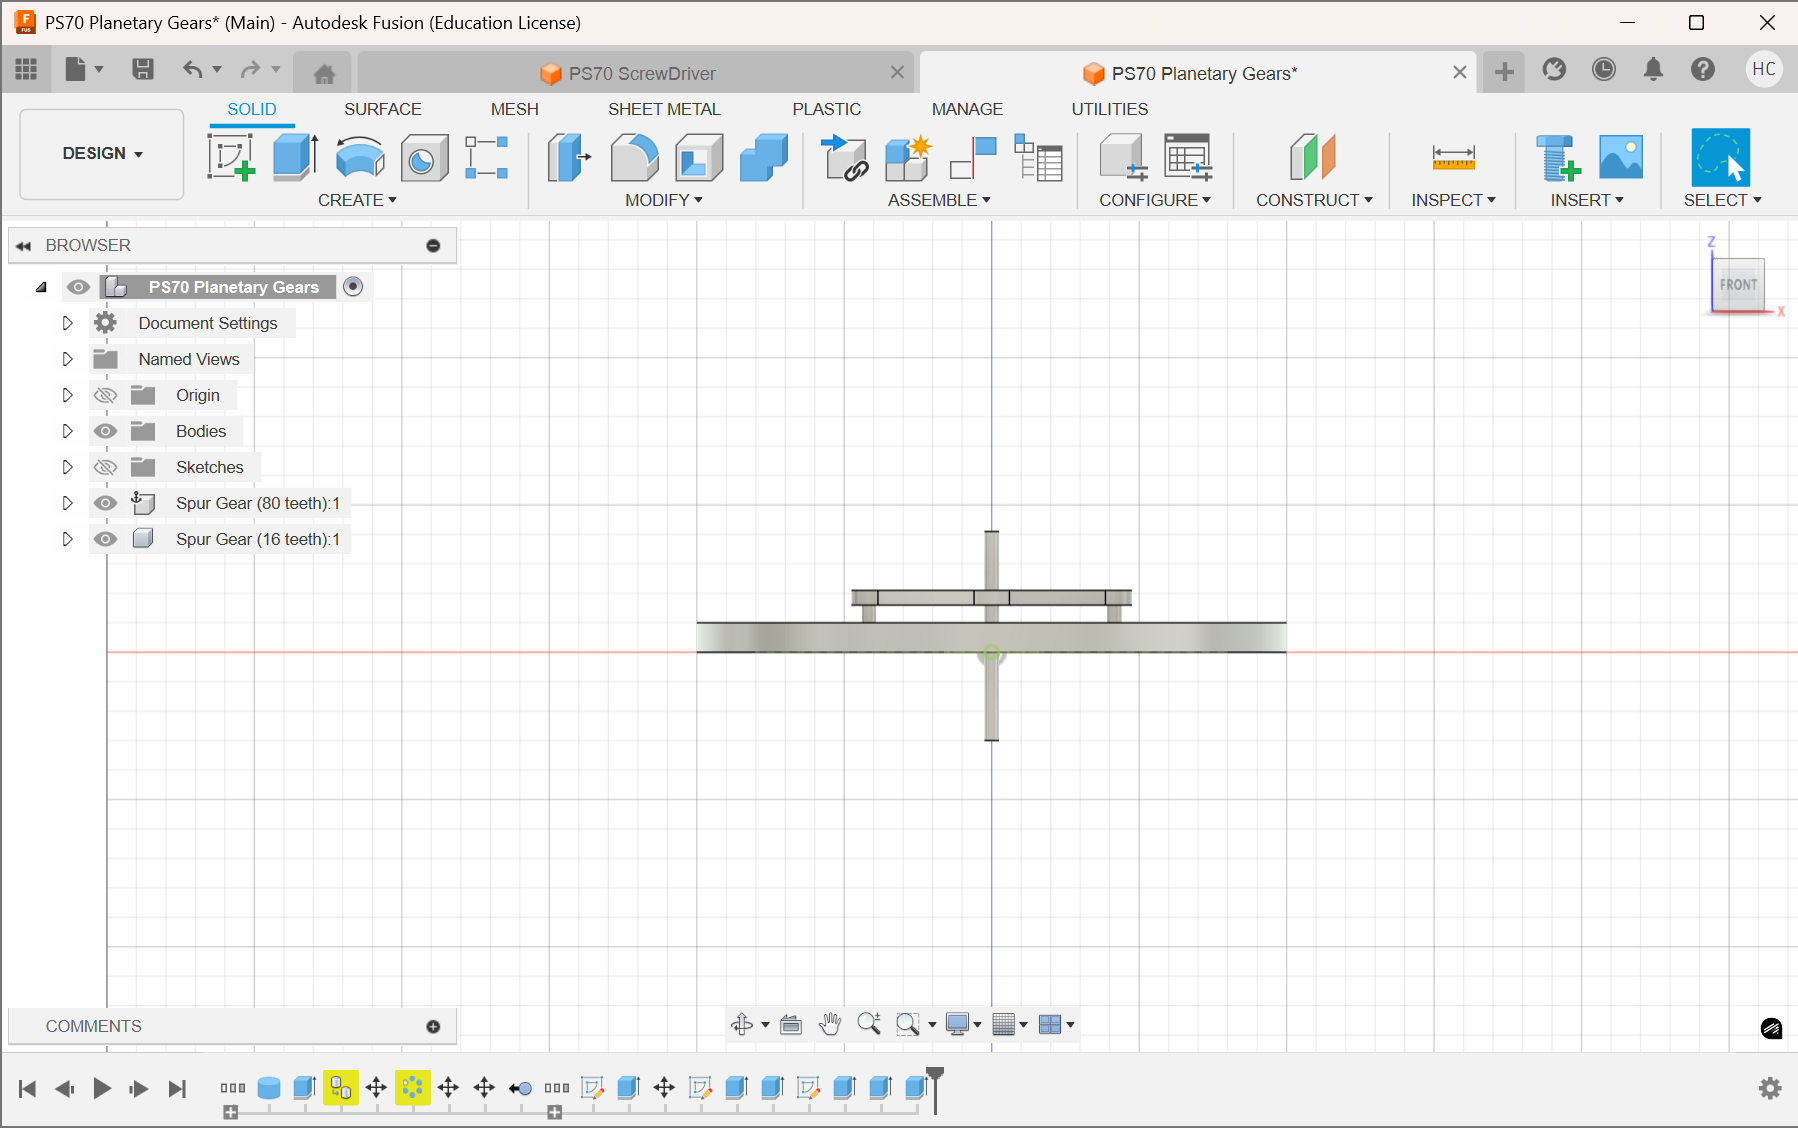 PS70 Planetary Gears* (Main) - Autodesk Fusion (Education License)
PS70 ScrewDriver
PS70 Planetary Gears*
HC
SOLID SURFACE MESH SHEET METAL PLASTIC MANAGE UTILITIES
DESIGN
CREATE MODIFY ASSEMBLE CONFIGURE CONSTRUCT INSPECT INSERT SELECT
BROWSER
PS70 Planetary Gears
Document Settings
Named Views
Origin
Bodies
Sketches
Spur Gear (80 teeth):1
Spur Gear (16 teeth):1
Z
FRONT
X
COMMENTS